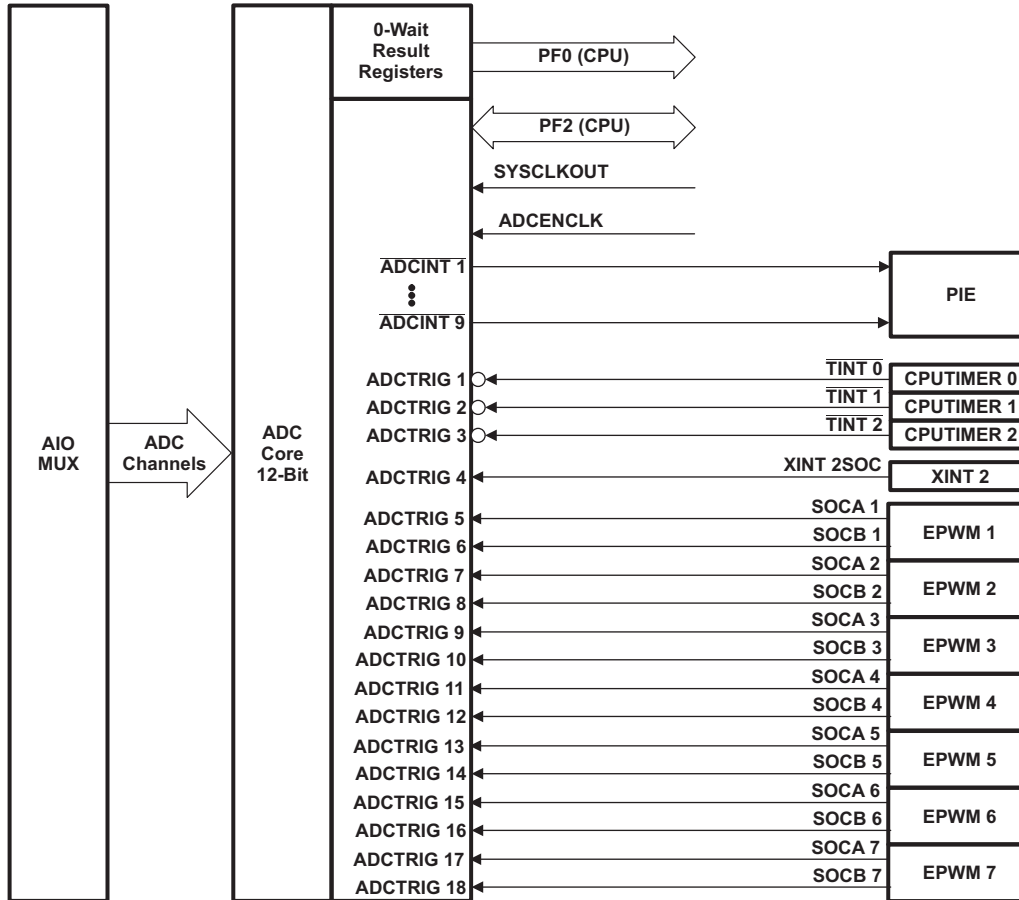 0-Wait
Result
Registers
PF0 (CPU)
PF2 (CPU)
SYSCLKOUT
ADCENCLK
ADCINT 1
ADCINT 9
PIE
AIO
MUX
ADC
Channels
ADC
Core
12-Bit
ADCTRIG 1
TINT 0
CPUTIMER 0
ADCTRIG 2
TINT 1
CPUTIMER 1
ADCTRIG 3
TINT 2
CPUTIMER 2
ADCTRIG 4
XINT 2SOC
XINT 2
ADCTRIG 5
SOCA 1
EPWM 1
ADCTRIG 6
SOCB 1
ADCTRIG 7
SOCA 2
EPWM 2
ADCTRIG 8
SOCB 2
ADCTRIG 9
SOCA 3
EPWM 3
ADCTRIG 10
SOCB 3
ADCTRIG 11
SOCA 4
EPWM 4
ADCTRIG 12
SOCB 4
ADCTRIG 13
SOCA 5
EPWM 5
ADCTRIG 14
SOCB 5
ADCTRIG 15
SOCA 6
EPWM 6
ADCTRIG 16
SOCB 6
ADCTRIG 17
SOCA 7
EPWM 7
ADCTRIG 18
SOCB 7